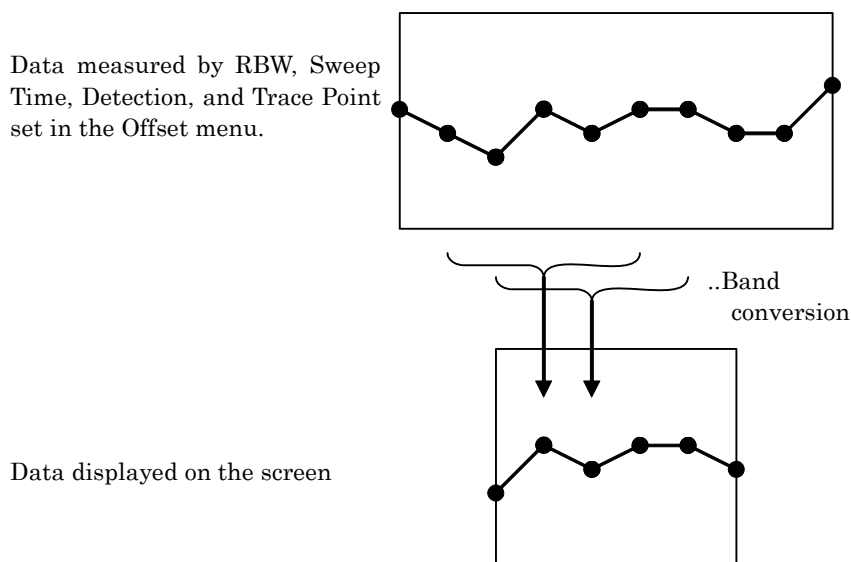 Data measured by RBW, Sweep
Time, Detection, and Trace Point
set in the Offset menu.
..Band
conversion
Data displayed on the screen